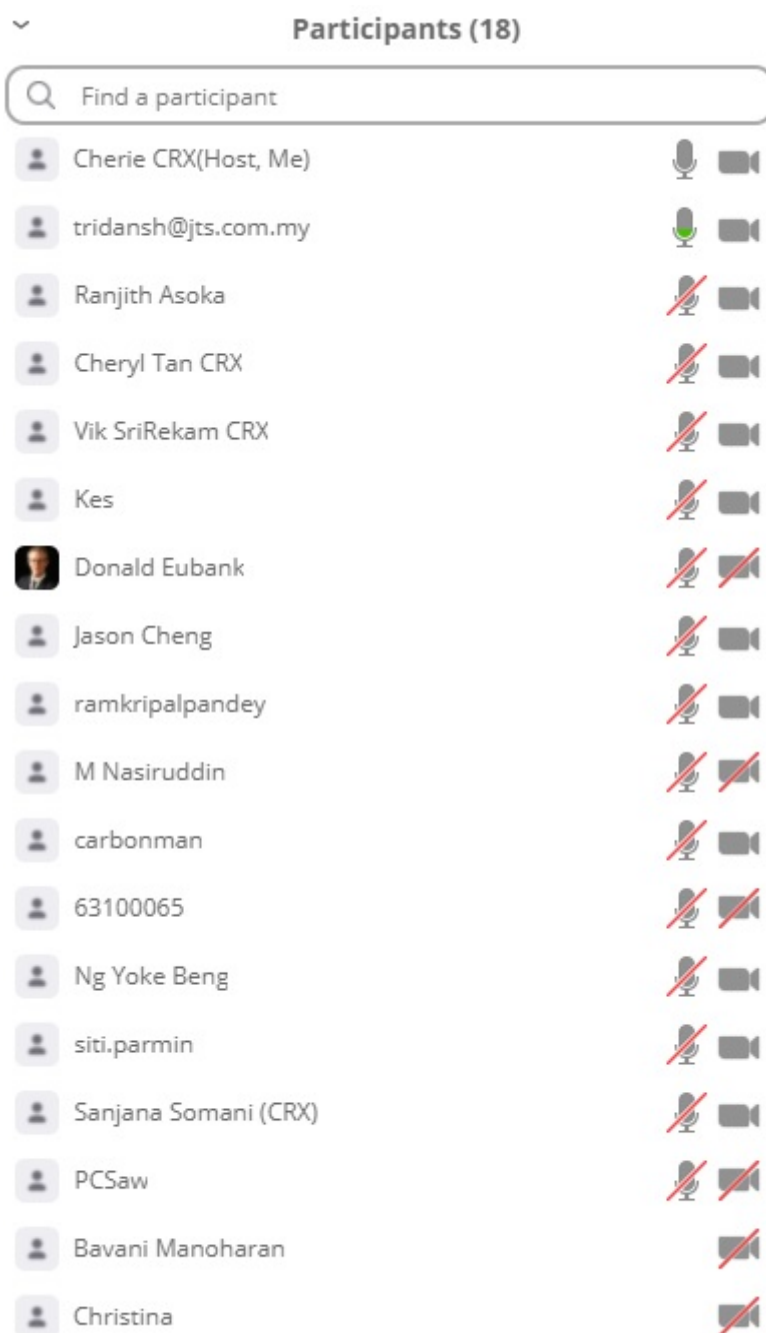 Participants (18)
Find a participant
Cherie CRX(Host, Me)
tridansh@jts.com.my
Ranjith Asoka
Cheryl Tan CRX
Vik SriRekam CRX
Kes
Donald Eubank
Jason Cheng
ramkripalpandey
M Nasiruddin
carbonman
63100065
Ng Yoke Beng
siti.parmin
Sanjana Somani (CRX)
PCSaw
Bavani Manoharan
Christina